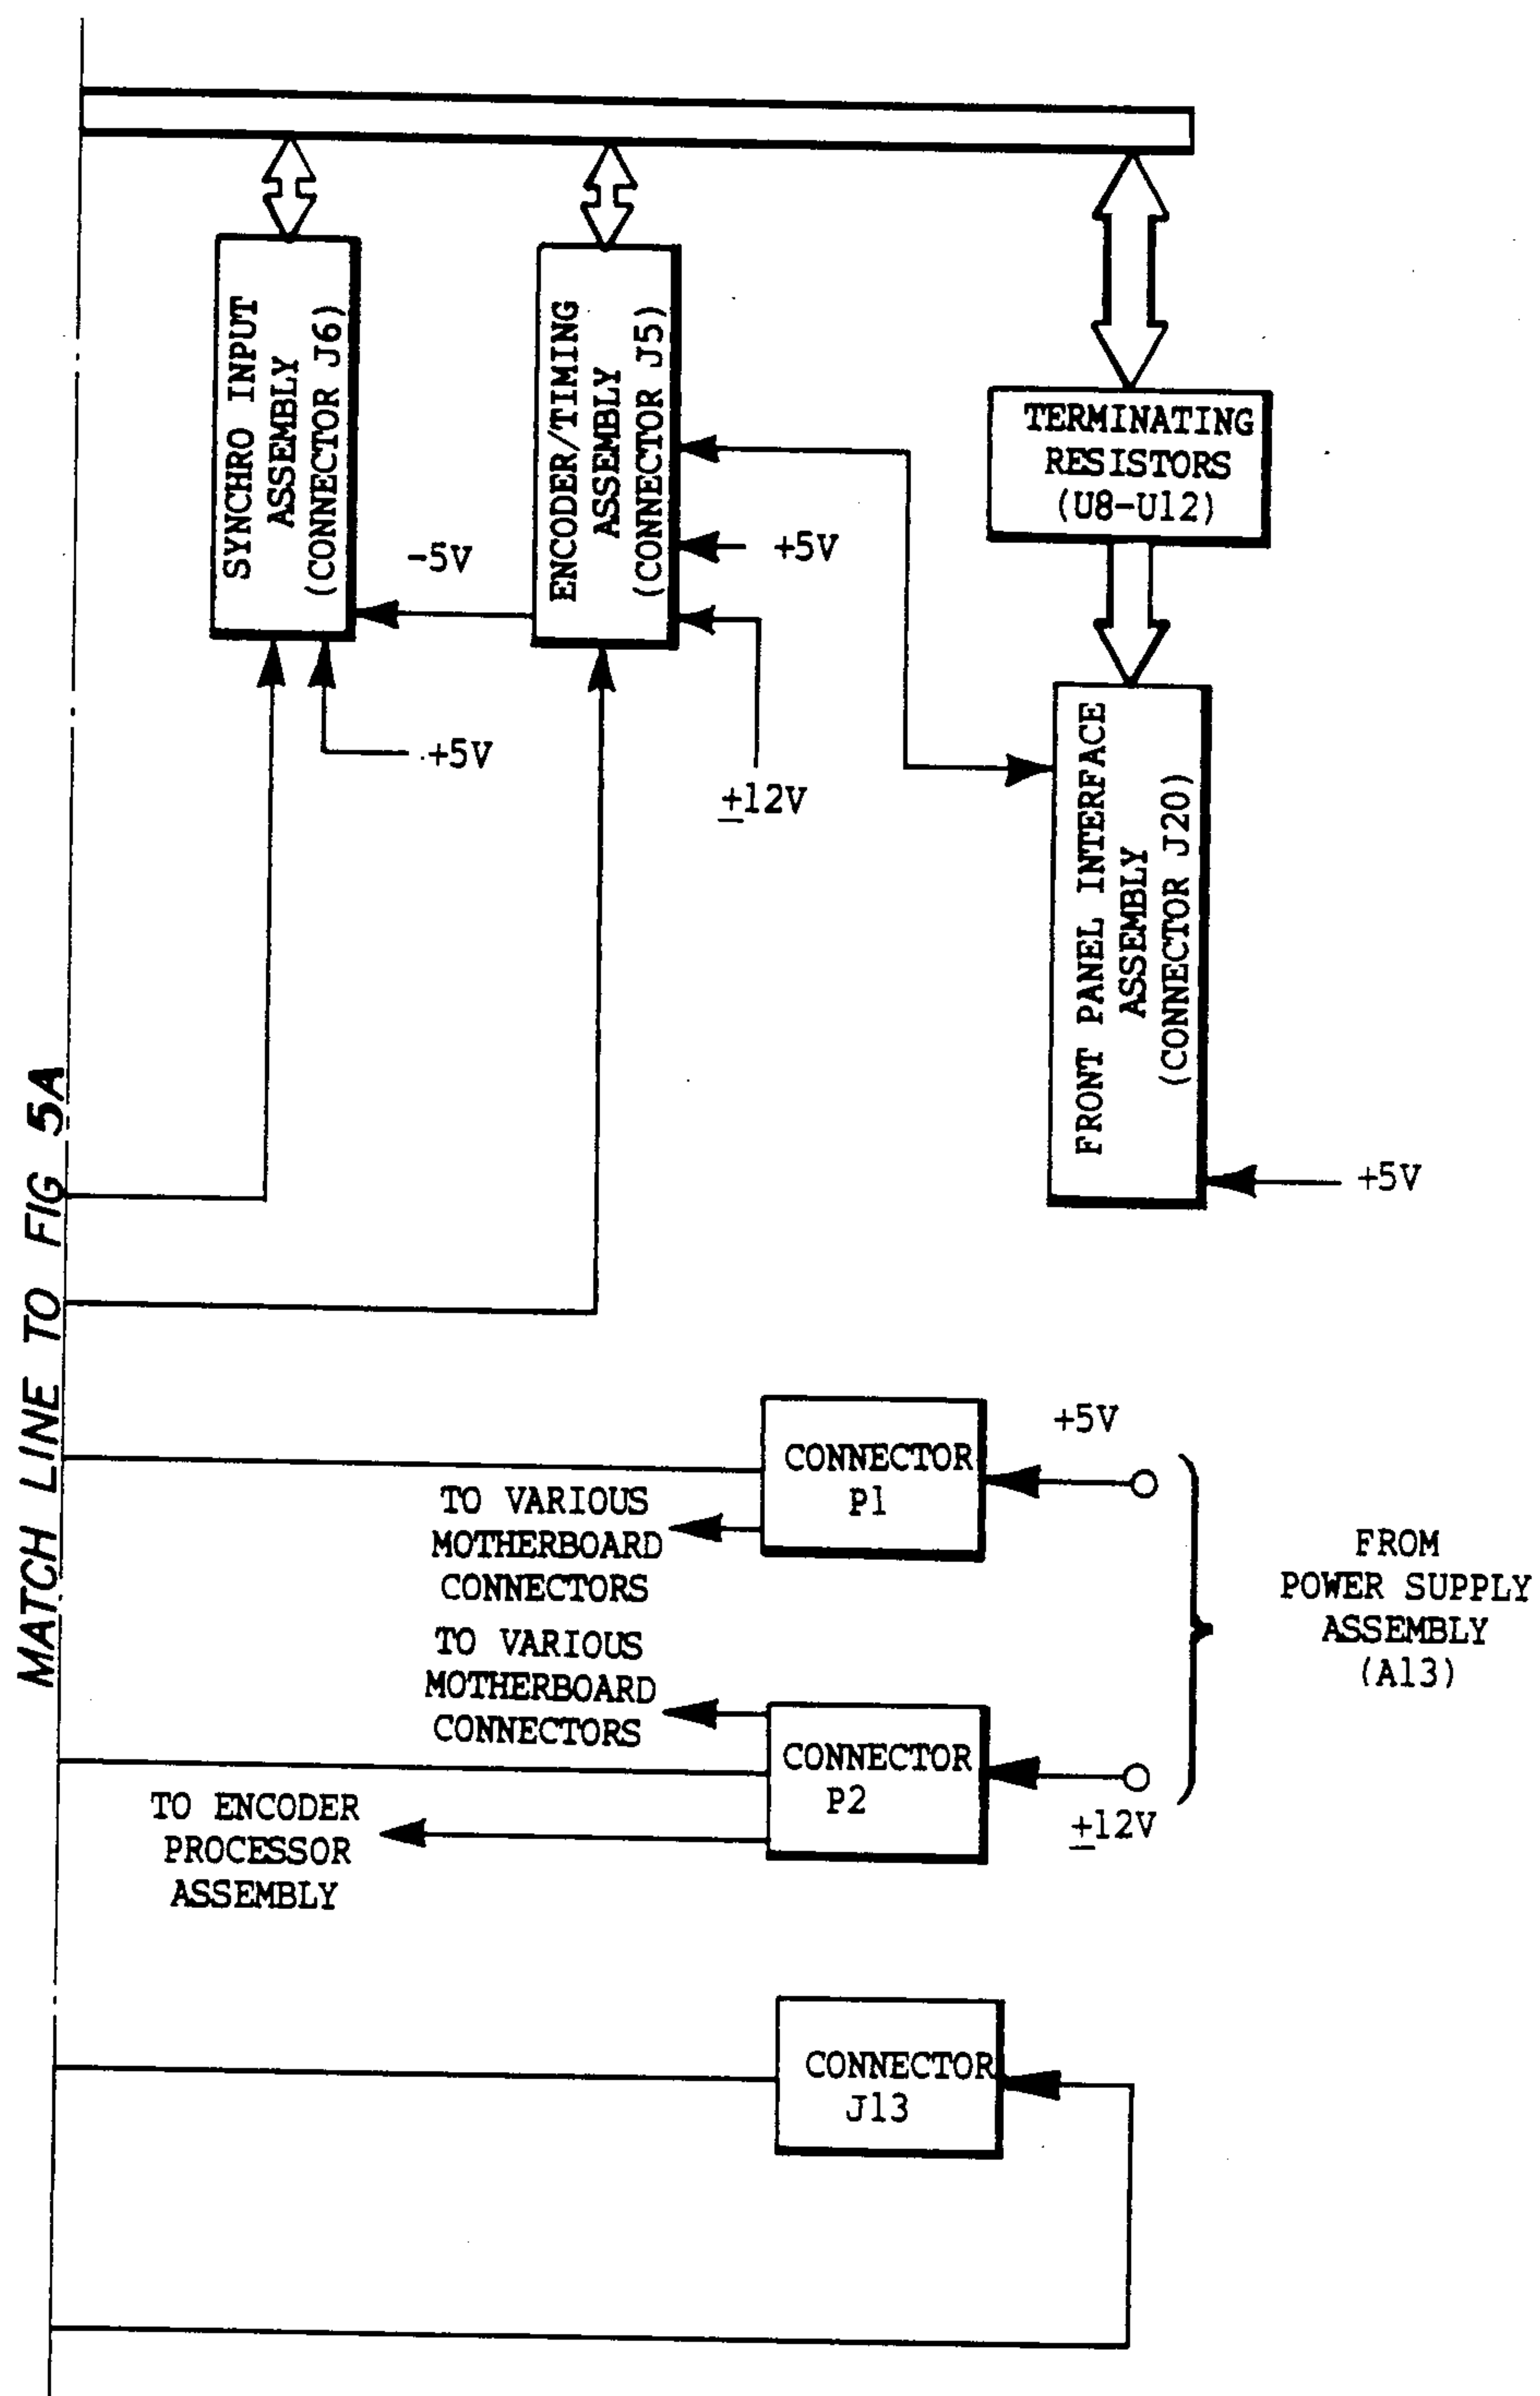 SYNCHRO INPUT
ASSEMBLY
(CONNECTOR J6)
ENCODER/TIMING
ASSEMBLY
(CONNECTOR J5)
TERMINATING
RESISTORS
(U8-U12)
-5V
+5V
+5V
±12V
FRONT PANEL INTERFACE
ASSEMBLY
(CONNECTOR J20)
+5V
MATCH LINE TO FIG 5A
CONNECTOR
P1
+5V
TO VARIOUS
MOTHERBOARD
CONNECTORS
FROM
POWER SUPPLY
ASSEMBLY
(A13)
TO VARIOUS
MOTHERBOARD
CONNECTORS
CONNECTOR
P2
±12V
TO ENCODER
PROCESSOR
ASSEMBLY
CONNECTOR
J13